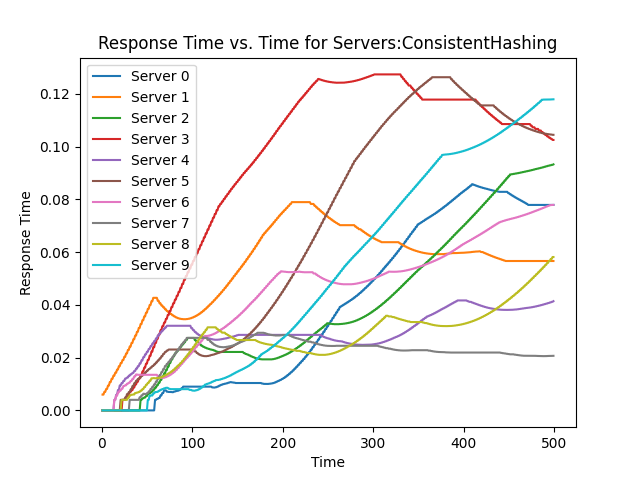 Response Time vs. Time for Servers:ConsistentHashing
Server 0
Server 1
Server 2
Server 3
Server 4
Server 5
Server 6
Server 7
Server 8
Server 9
Response Time
0.12
0.10
0.08
0.06
0.04
0.02
0.00
0 100 200 300 400 500
Time